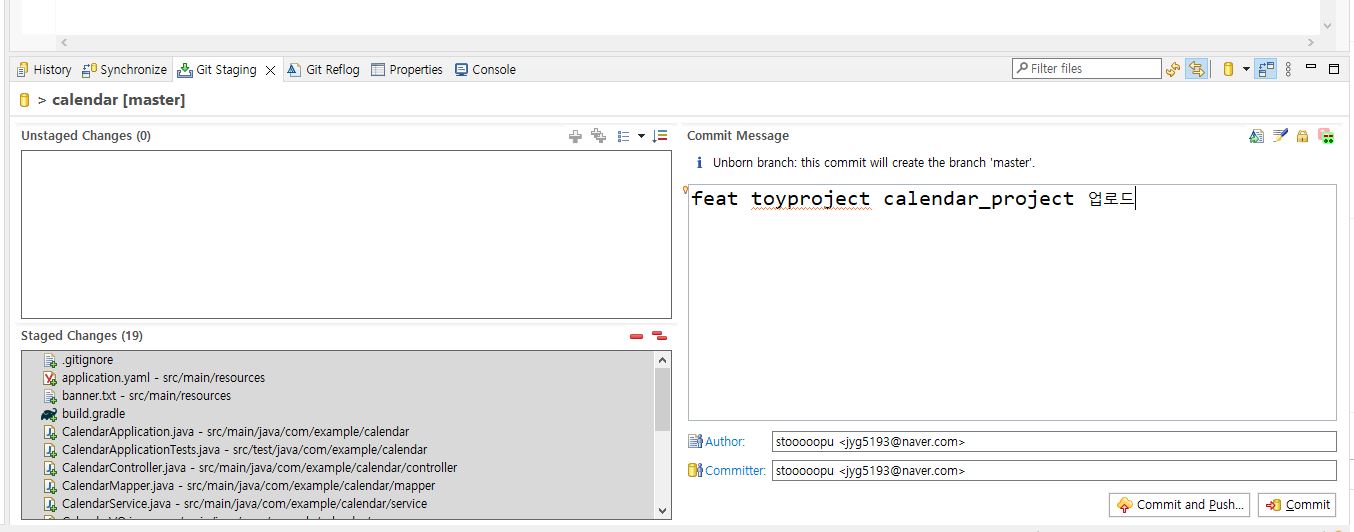 History Synchronize Git Staging Git Reflog Properties Console Filter files
> calendar [master]
Unstaged Changes (0)
Commit Message
Unborn branch: this commit will create the branch 'master'.
feat toyproject calendar_project 업로드
Staged Changes (19)
.gitignore
application.yaml - src/main/resources
banner.txt - src/main/resources
build.gradle
CalendarApplication.java - src/main/java/com/example/calendar
CalendarApplicationTests.java - src/test/java/com/example/calendar
CalendarController.java - src/main/java/com/example/calendar/controller
CalendarMapper.java - src/main/java/com/example/calendar/mapper
CalendarService.java - src/main/java/com/example/calendar/service
Author: stooooopu <jyg5193@naver.com>
Committer: stooooopu <jyg5193@naver.com>
Commit and Push... Commit